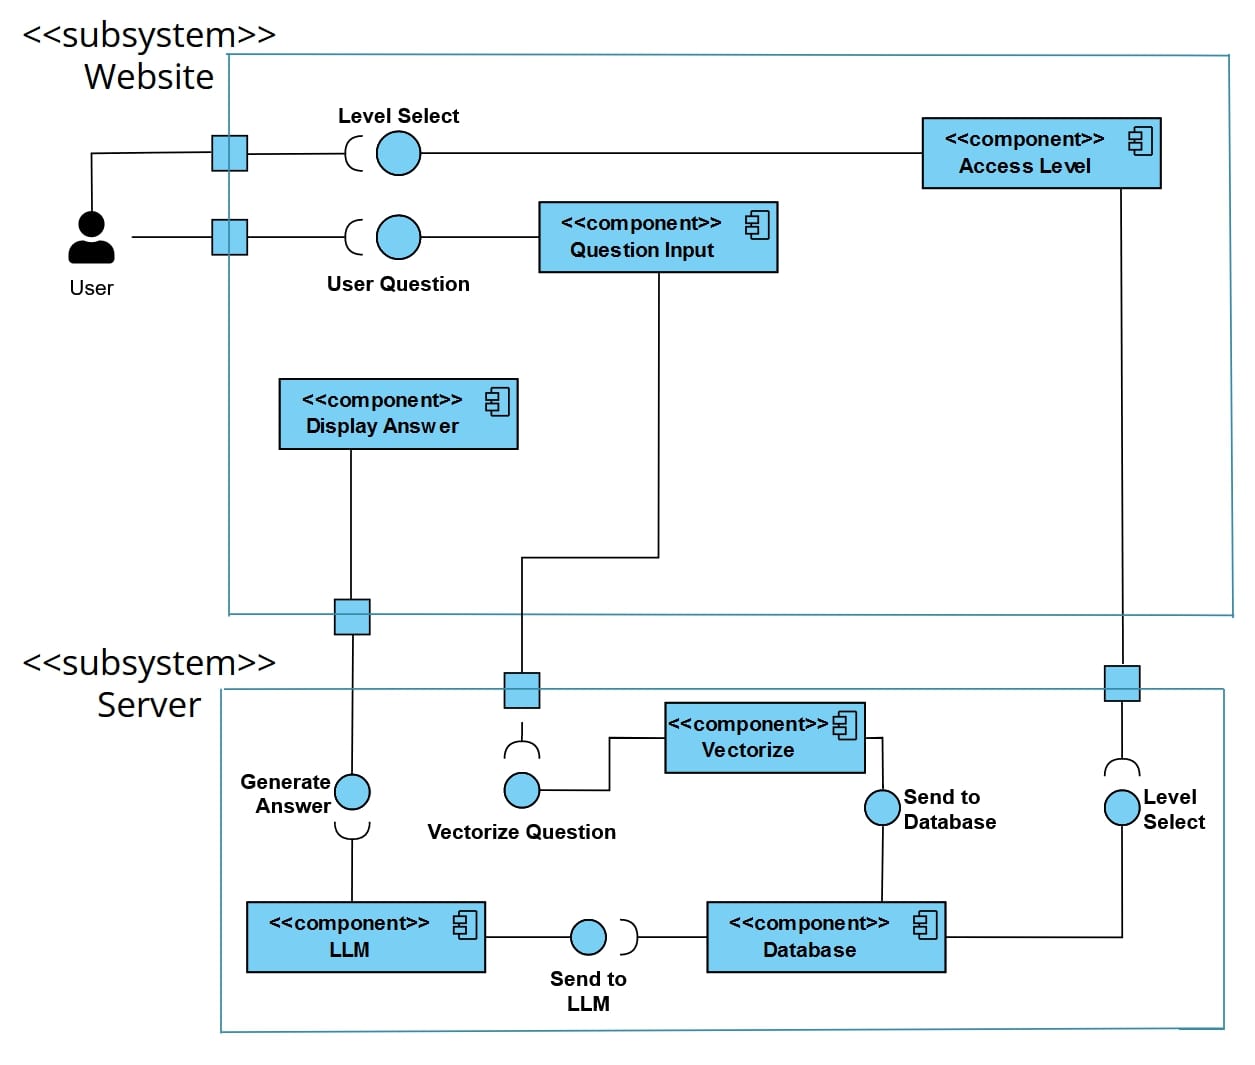 <<subsystem>>
Website
Level Select
<<component>>
Access Level
<<component>>
Question Input
User
User Question
<<component>>
Display Answer
<<subsystem>>
Server
<<component>>
Vectorize
Generate
Answer
Vectorize Question
Send to
Database
Level
Select
<<component>>
LLM
Send to
LLM
<<component>>
Database